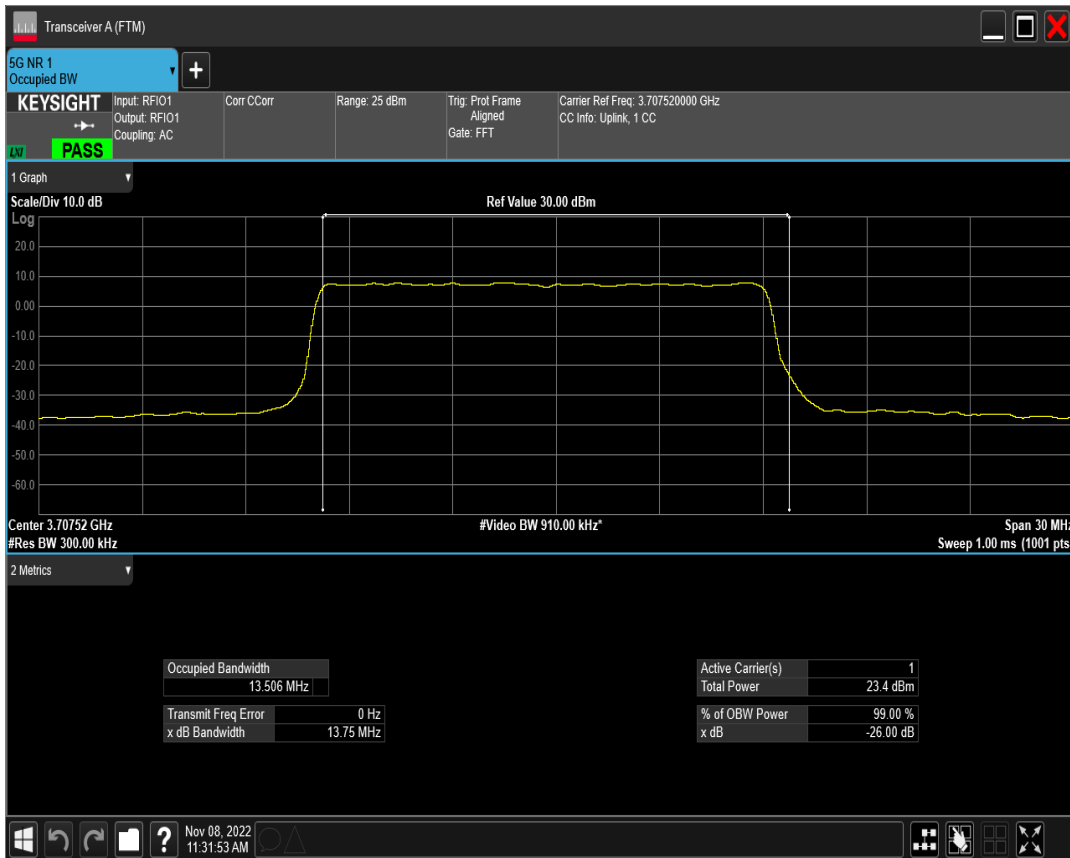 Transceiver A (FTM)
5G NR 1
Occupied BW
+
KEYSIGHT
LXI
PASS
Input: RFIO1
Output: RFIO1
Coupling: AC
Corr CCorr
Range: 25 dBm
Trig: Prot Frame
Aligned
Gate: FFT
Carrier Ref Freq: 3.707520000 GHz
CC Info: Uplink, 1 CC
1 Graph
Scale/Div 10.0 dB
Ref Value 30.00 dBm
Log
20.0
10.0
0.00
-10.0
-20.0
-30.0
-40.0
-50.0
-60.0
Center 3.70752 GHz
#Video BW 910.00 kHz*
Span 30 MHz
#Res BW 300.00 kHz
Sweep 1.00 ms (1001 pts
2 Metrics
Occupied Bandwidth
13.506 MHz
Transmit Freq Error 0 Hz
x dB Bandwidth 13.75 MHz
Active Carrier(s) 1
Total Power 23.4 dBm
% of OBW Power 99.00 %
x dB -26.00 dB
?
Nov 08, 2022
11:31:53 AM